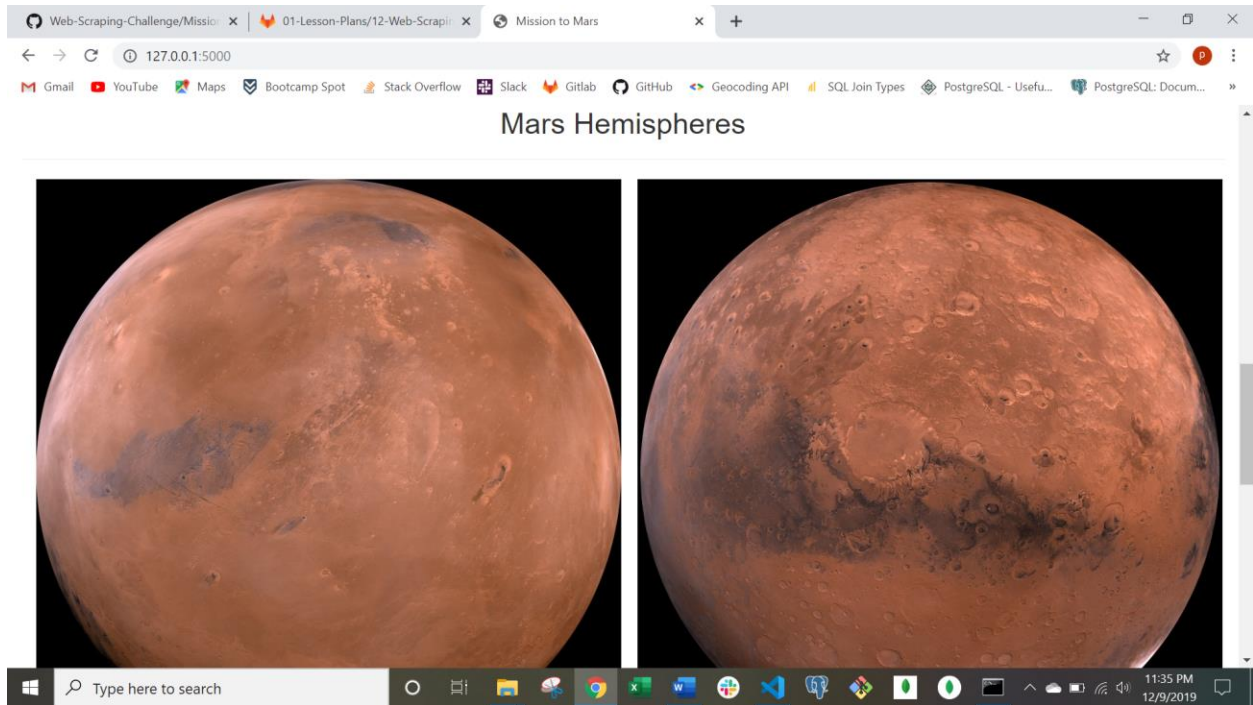 Web-Scraping-Challenge/Mission
01-Lesson-Plans/12-Web-Scrapin
Mission to Mars
127.0.0.1:5000
P
Gmail YouTube Maps Bootcamp Spot Stack Overflow Slack Gitlab GitHub Geocoding API SQL Join Types PostgreSQL - Usefu... PostgreSQL: Docum... »
Mars Hemispheres
Type here to search
11:35 PM
12/9/2019